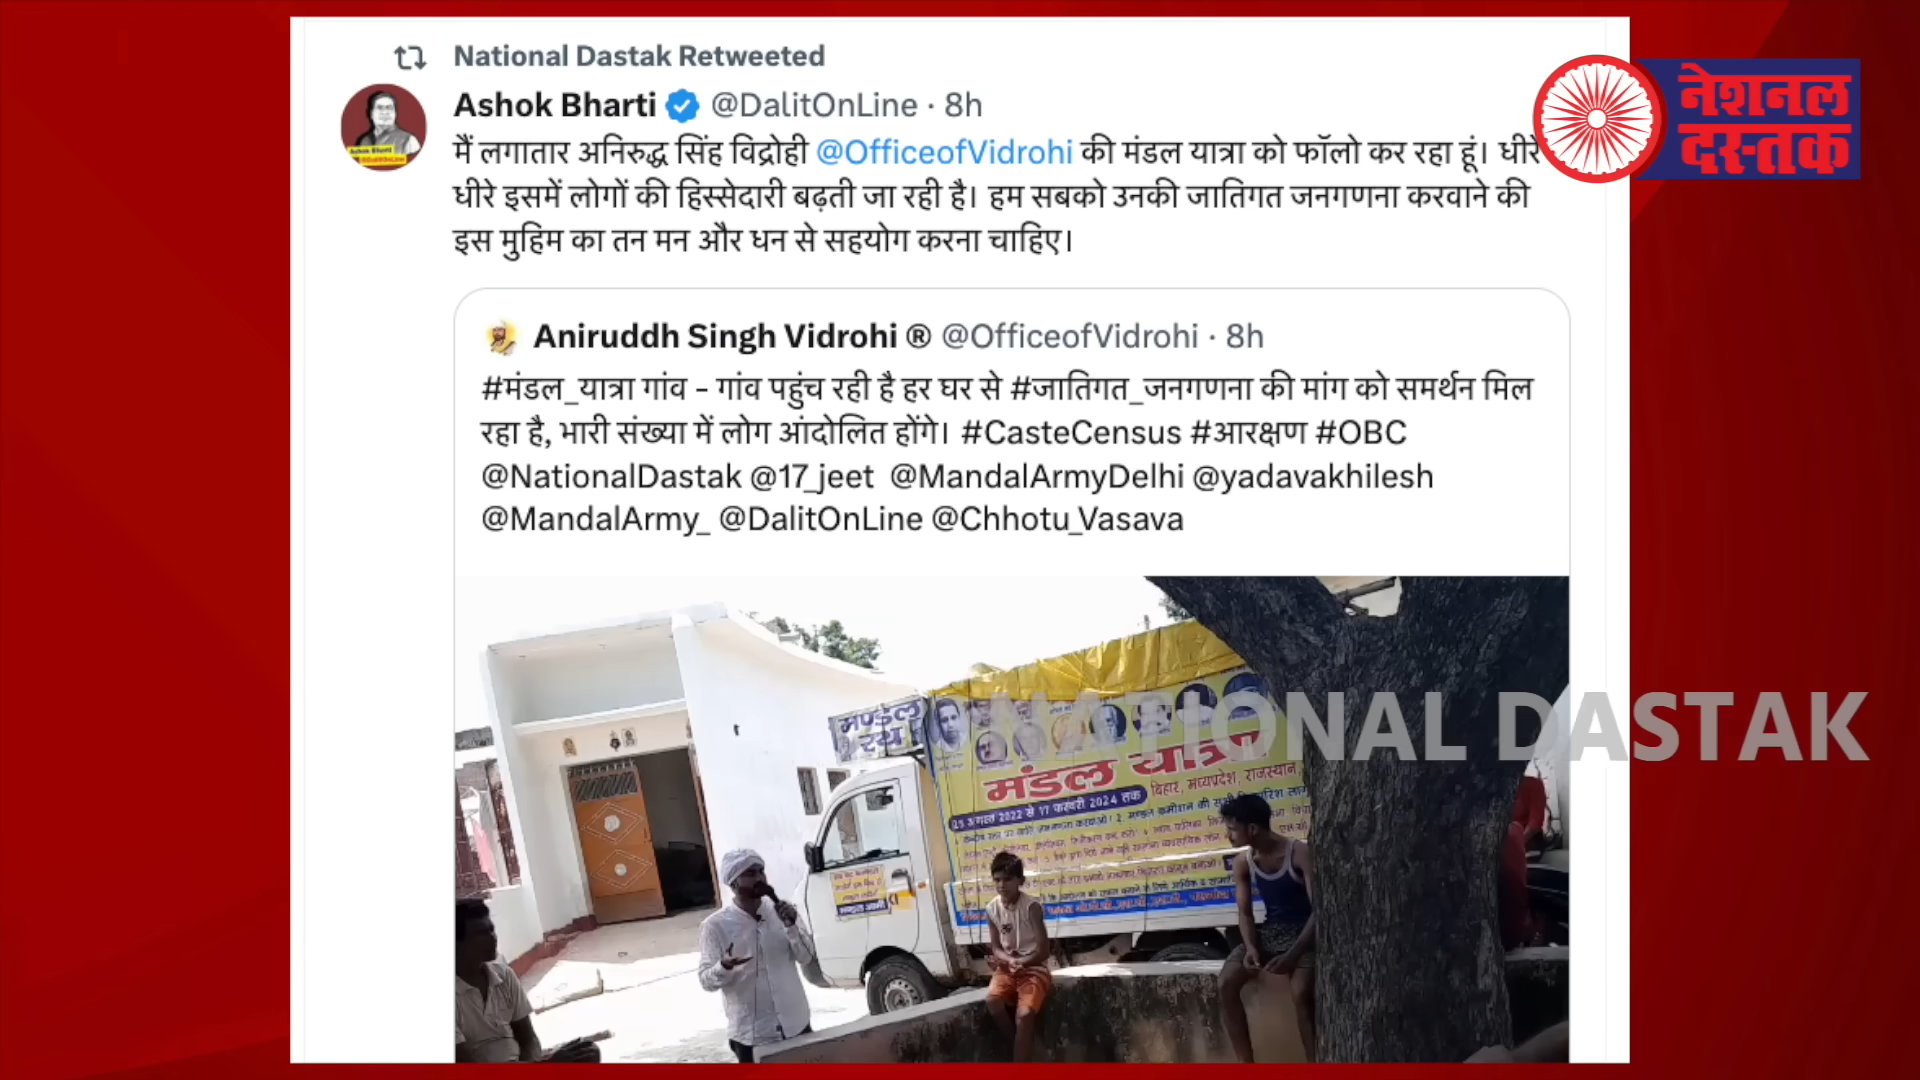 National Dastak Retweeted
Ashok Bharti @DalitOnLine · 8h
मैं लगातार अनिरुद्ध सिंह विद्रोही @OfficeofVidrohi की मंडल यात्रा को फॉलो कर रहा हूं। धीरे
धीरे इसमें लोगों की हिस्सेदारी बढ़ती जा रही है। हम सबको उनकी जातिगत जनगणना करवाने की
इस मुहिम का तन मन और धन से सहयोग करना चाहिए।
नेशनल
दस्तक
Aniruddh Singh Vidrohi ® @OfficeofVidrohi · 8h
#मंडल_यात्रा गांव - गांव पहुंच रही है हर घर से #जातिगत_जनगणना की मांग को समर्थन मिल
रहा है, भारी संख्या में लोग आंदोलित होंगे। #CasteCensus #आरक्षण #OBC
@NationalDastak @17_jeet @MandalArmyDelhi @yadavakhilesh
@MandalArmy_ @DalitOnLine @Chhotu_Vasava
NATIONAL DASTAK
मण्डल
रथ
मंडल यात्रा
बिहार, मध्यप्रदेश, राजस्थान,